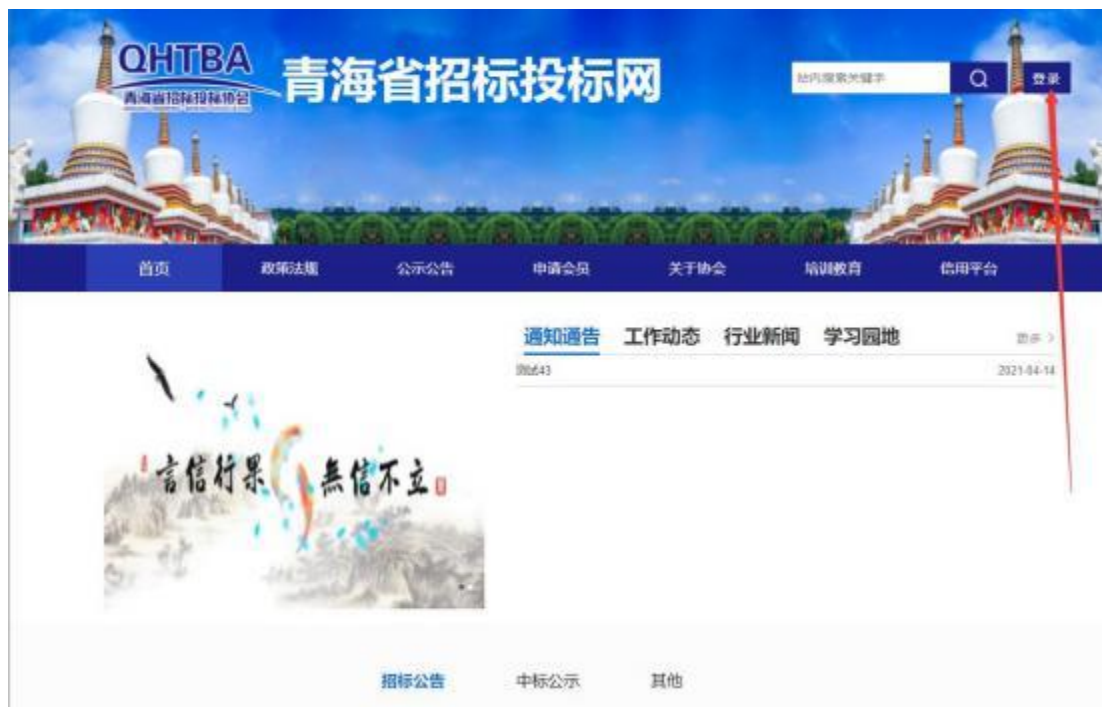 QHTBA
青海省招标投标协会
青海省招标投标网
站内搜索关键字
登录
首页 政策法规 公示公告 申请会员 关于协会 培训教育 信用平台
通知通告 工作动态 行业新闻 学习园地 更多 >
测试43 2021-04-14
言信行果 無信不立
招标公告 中标公示 其他